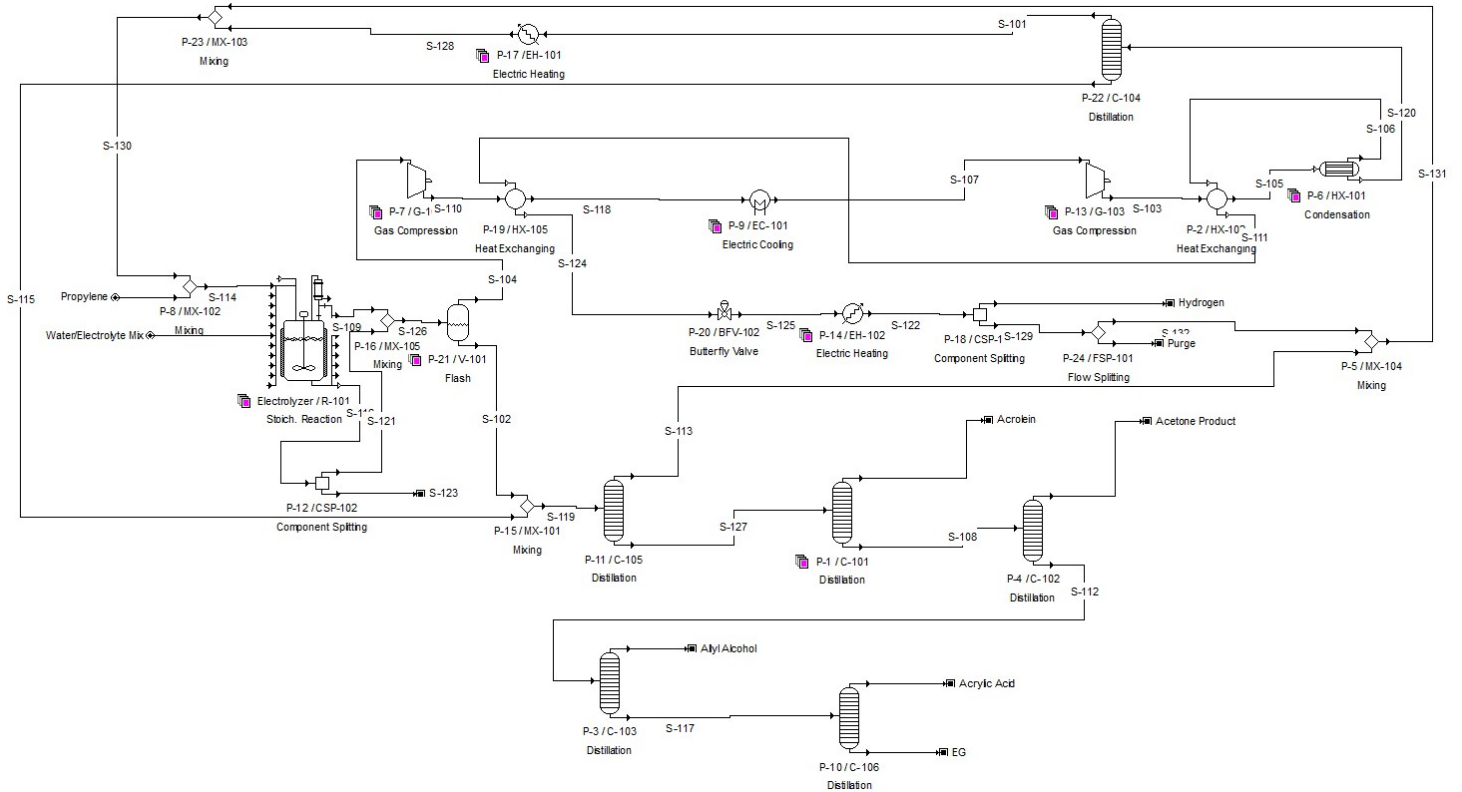 S-101
P-23 / MX-103
Mixing
S-128
P-17 / EH-101
Electric Heating
P-22 / C-104
Distillation
S-120
S-106
S-130
S-131
S-107
S-105
P-6 / HX-101
Condensation
P-7 / G-1
S-110
Gas Compression
S-118
P-19 / HX-105
Heat Exchanging
P-9 / EC-101
Electric Cooling
P-13 / G-103
S-103
Gas Compression
P-2 / HX-10
Heat Exchanging
S-111
S-124
S-104
S-115
Propylene
S-114
P-8 / MX-102
Mixing
Water/Electrolyte Mix
S-109
P-16 / MX-105
Mixing
S-126
P-21 / V-101
Flash
P-20 / BFV-102
Butterfly Valve
S-125
P-14 / EH-102
Electric Heating
S-122
Hydrogen
P-18 / CSP-1
S-129
Component Splitting
S-132
Purge
P-24 / FSP-101
Flow Splitting
P-5 / MX-104
Mixing
Electrolyzer / R-101
Stoich. Reaction
S-121
S-102
S-113
Acrolein
Acetone Product
P-12 / CSP-102
Component Splitting
S-123
P-15 / MX-101
Mixing
S-119
P-11 / C-105
Distillation
S-127
P-1 / C-101
Distillation
S-108
P-4 / C-102
Distillation
S-112
Allyl Alcohol
P-3 / C-103
Distillation
S-117
Acrylic Acid
EG
P-10 / C-106
Distillation